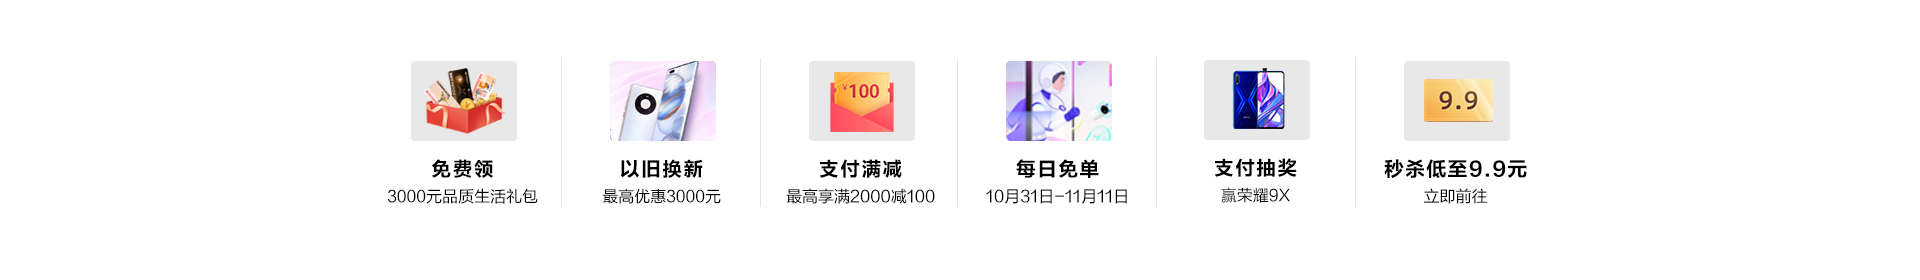 ¥100
9.9
免费领
3000元品质生活礼包
以旧换新
最高优惠3000元
支付满减
最高享满2000减100
每日免单
10月31日-11月11日
支付抽奖
赢荣耀9X
秒杀低至9.9元
立即前往